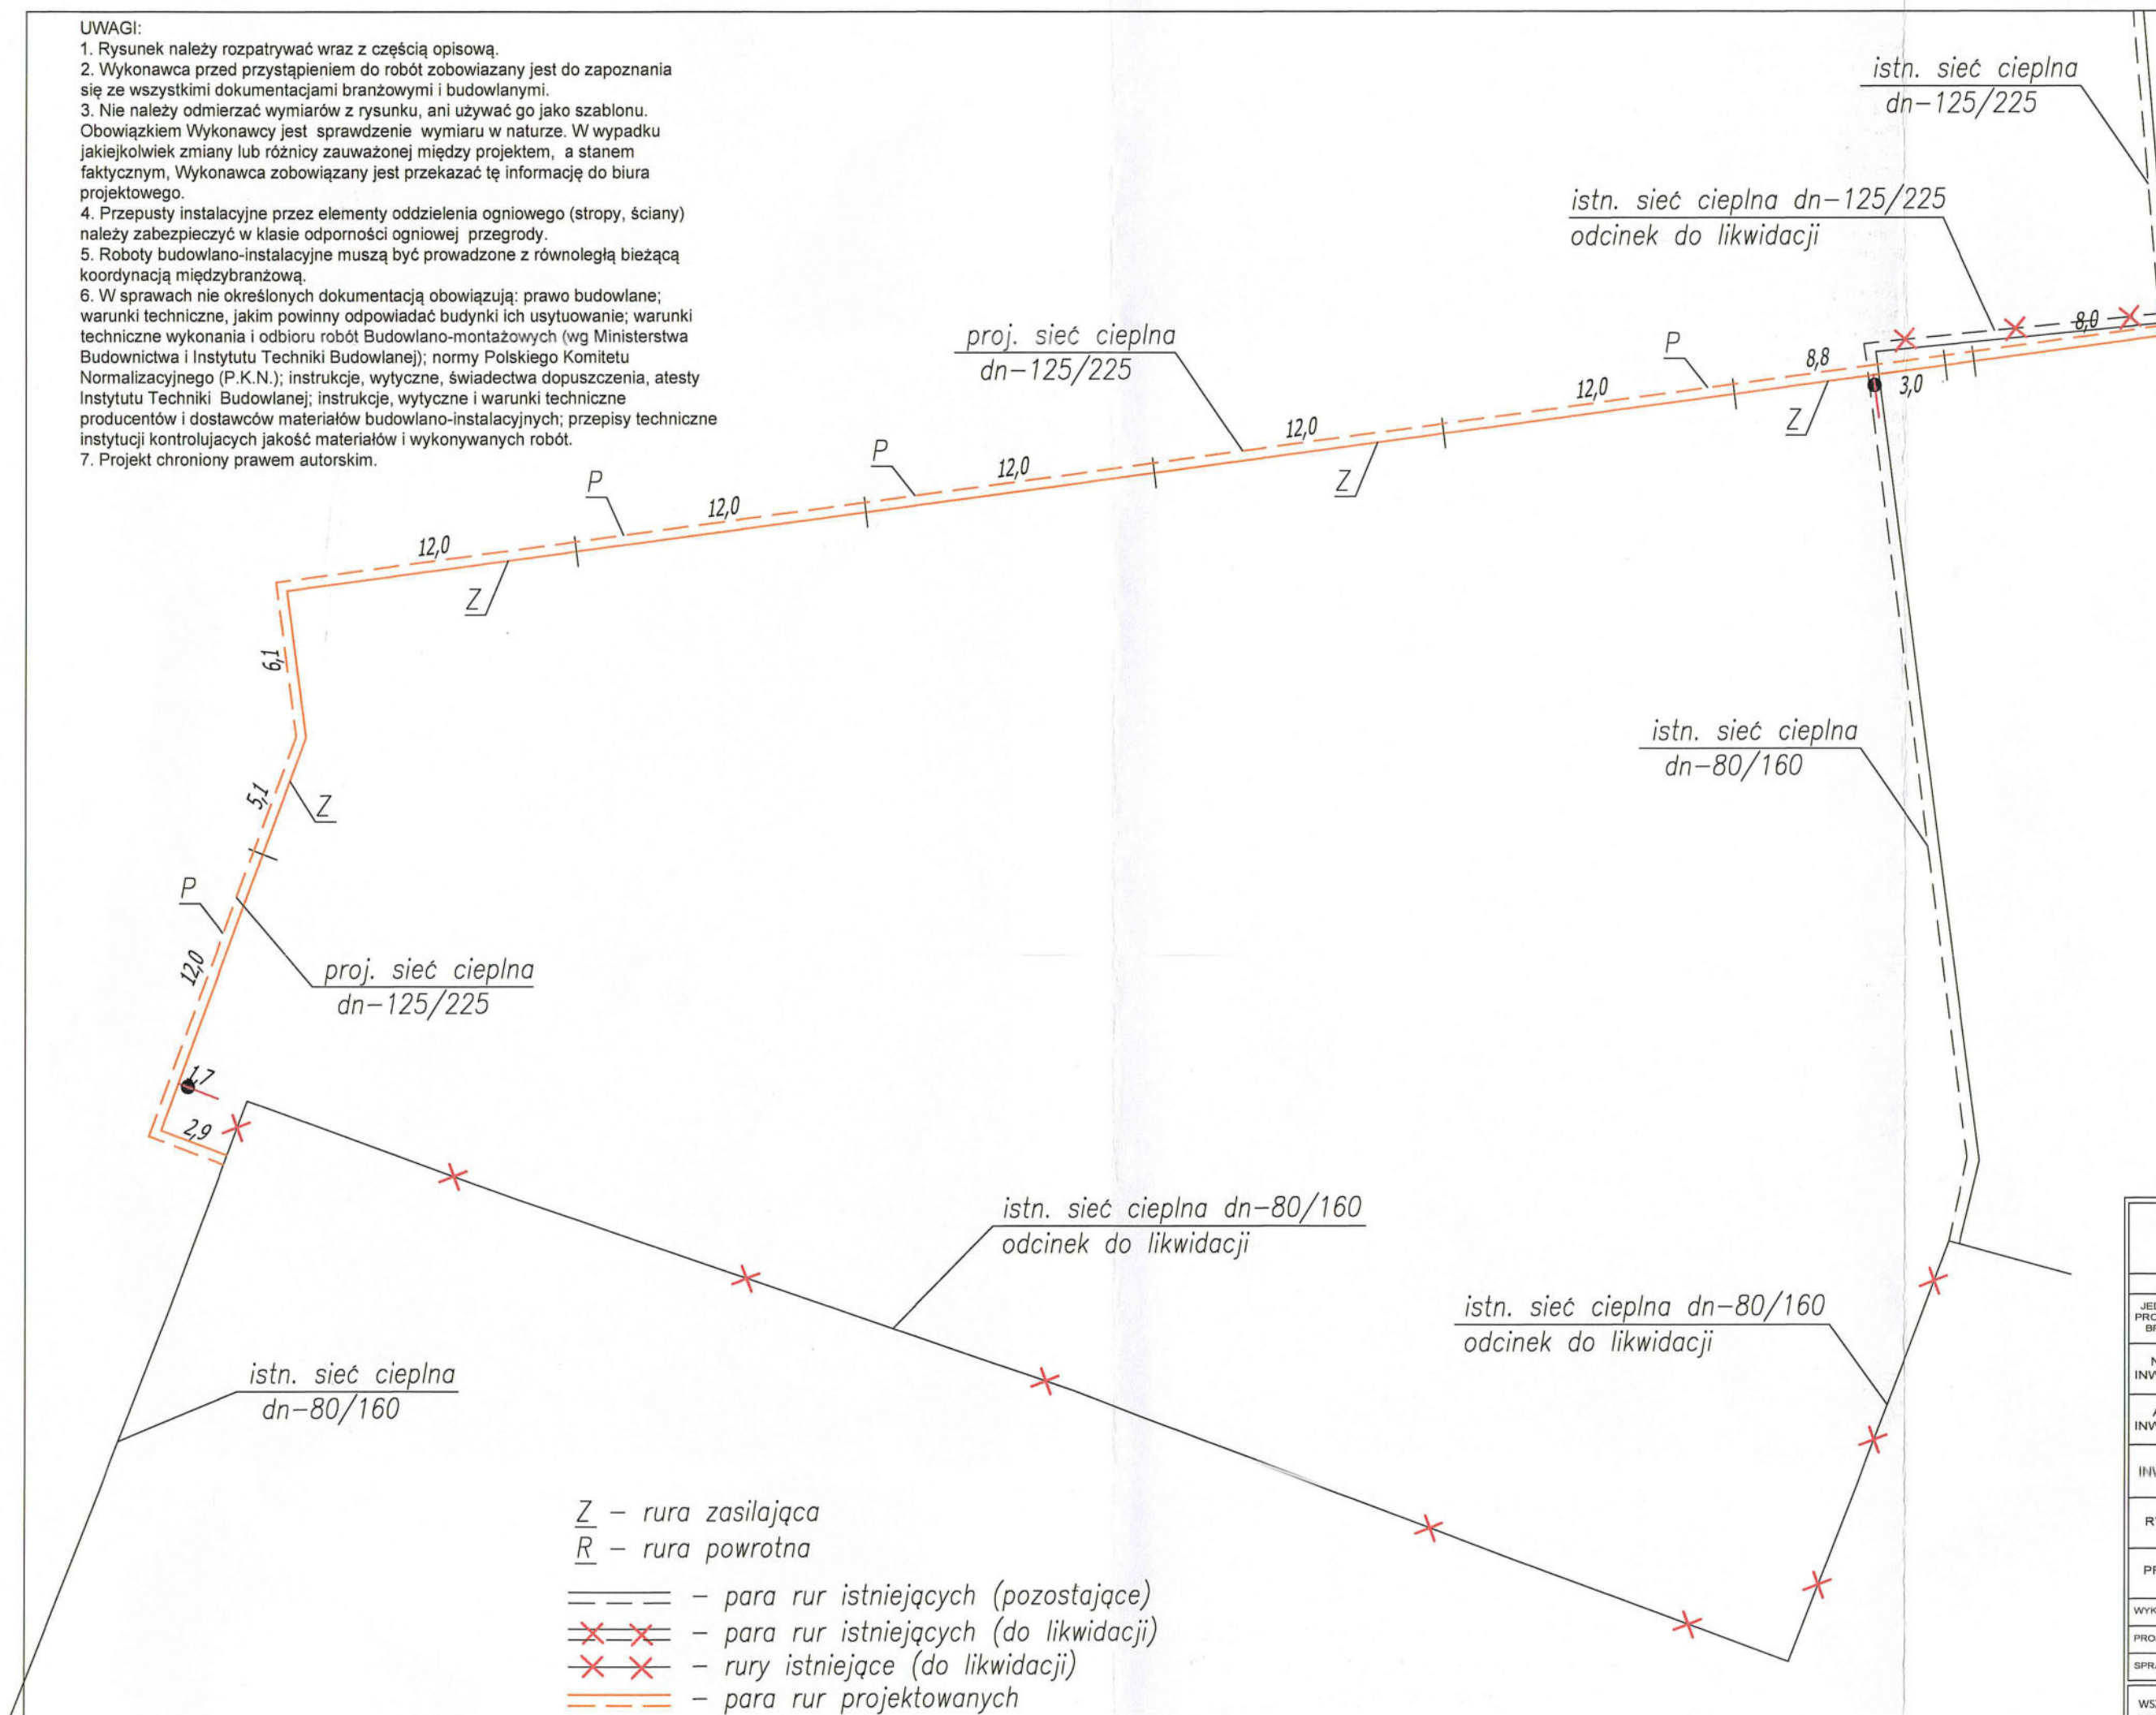 UWAGI:
1. Rysunek należy rozpatrywać wraz z częścią opisową.
2. Wykonawca przed przystąpieniem do robót zobowiazany jest do zapoznania
się ze wszystkimi dokumentacjami branżowymi i budowlanymi.
3. Nie należy odmierzać wymiarów z rysunku, ani używać go jako szablonu.
Obowiązkiem Wykonawcy jest sprawdzenie wymiaru w naturze. W wypadku
jakiejkolwiek zmiany lub różnicy zauważonej między projektem, a stanem
faktycznym, Wykonawca zobowiązany jest przekazać tę informację do biura
projektowego.
4. Przepusty instalacyjne przez elementy oddzielenia ogniowego (stropy, ściany)
należy zabezpieczyć w klasie odporności ogniowej przegrody.
5. Roboty budowlano-instalacyjne muszą być prowadzone z równoległą bieżącą
koordynacją międzybranżową.
6. W sprawach nie określonych dokumentacją obowiązują: prawo budowlane;
warunki techniczne, jakim powinny odpowiadać budynki ich usytuowanie; warunki
techniczne wykonania i odbioru robót Budowlano-montażowych (wg Ministerstwa
Budownictwa i Instytutu Techniki Budowlanej); normy Polskiego Komitetu
Normalizacyjnego (P.K.N.); instrukcje, wytyczne, świadectwa dopuszczenia, atesty
Instytutu Techniki Budowlanej; instrukcje, wytyczne i warunki techniczne
producentów i dostawców materiałów budowlano-instalacyjnych; przepisy techniczne
instytucji kontrolujacych jakość materiałów i wykonywanych robót.
7. Projekt chroniony prawem autorskim.
istn. sieć cieplna
dn-125/225
istn. sieć cieplna dn-125/225
odcinek do likwidacji
proj. sieć cieplna
dn-125/225
8,0
P
8,8
3,0
12,0
Z
12,0
P
12,0
Z
P
12,0
12,0
Z
6,1
5,1
Z
istn. sieć cieplna
dn-80/160
P
12,0
proj. sieć cieplna
dn-125/225
1,7
2,9
istn. sieć cieplna dn-80/160
odcinek do likwidacji
istn. sieć cieplna dn-80/160
odcinek do likwidacji
istn. sieć cieplna
dn-80/160
Z - rura zasilająca
R - rura powrotna
- para rur istniejących (pozostające)
- para rur istniejących (do likwidacji)
- rury istniejące (do likwidacji)
- para rur projektowanych